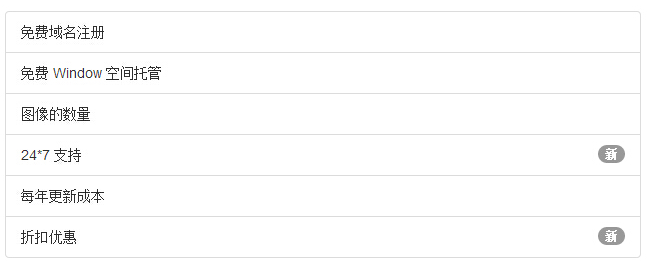 免费域名注册
免费 Window 空间托管
图像的数量
24*7 支持 新
每年更新成本
折扣优惠 新